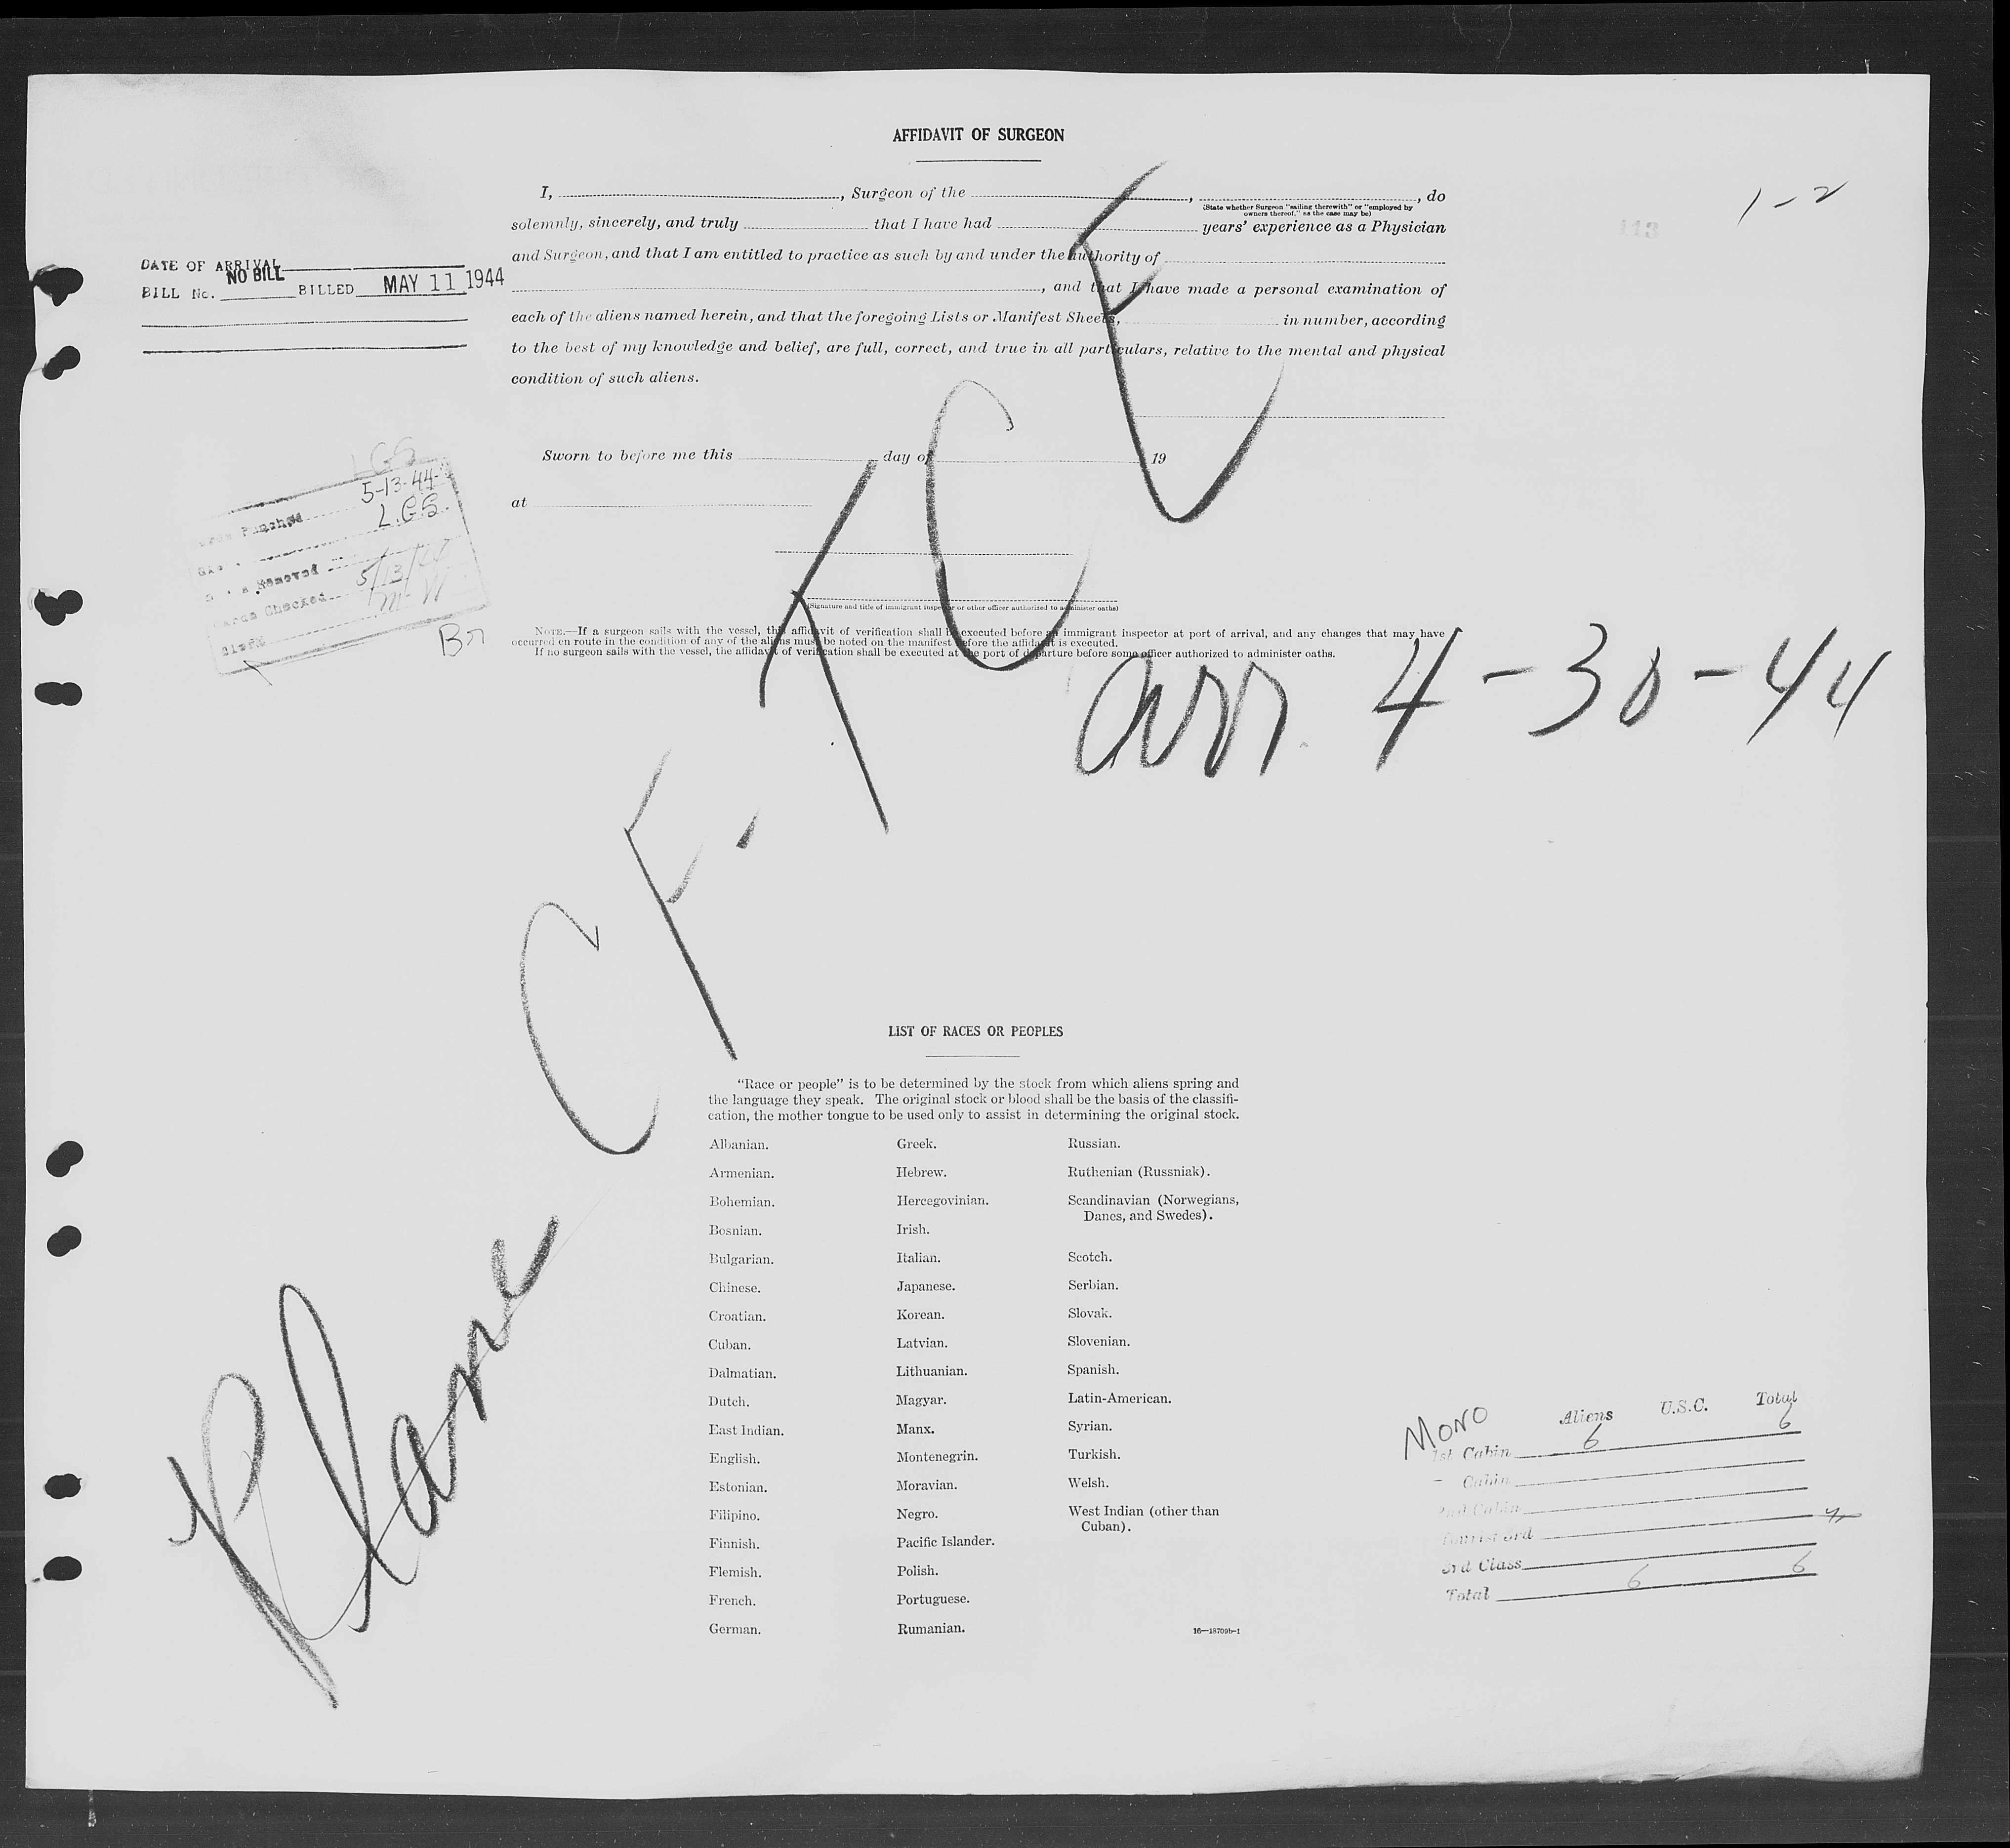 AFFIDAVIT OF SURGEON
I, , Surgeon of the , , do
(State whether Surgeon "sailing therewith" or "employed by
owners thereof," as the case may be)
solemnly, sincerely, and truly that I have had years' experience as a Physician
and Surgeon, and that I am entitled to practice as such by and under the authority of
, and that I have made a personal examination of
each of the aliens named herein, and that the foregoing Lists or Manifest Sheets, in number, according
to the best of my knowledge and belief, are full, correct, and true in all particulars, relative to the mental and physical
condition of such aliens.
Sworn to before me this day of 19
at
(Signature and title of immigrant inspector or other officer authorized to administer oaths)
NOTE.—If a surgeon sails with the vessel, this affidavit of verification shall be executed before an immigrant inspector at port of arrival, and any changes that may have
occurred en route in the condition of any of the aliens must be noted on the manifest before the affidavit is executed.
If no surgeon sails with the vessel, the affidavit of verification shall be executed at the port of departure before some officer authorized to administer oaths.
1-2
113
DATE OF ARRIVAL
BILL No. NO BILL BILLED MAY 11 1944
LGS
Punched 5-13-44
L.G.S.
Removed
Checked 5/13/44
Br
Plane CF-TCE
arr. 4-30-44
LIST OF RACES OR PEOPLES
"Race or people" is to be determined by the stock from which aliens spring and
the language they speak. The original stock or blood shall be the basis of the classifi-
cation, the mother tongue to be used only to assist in determining the original stock.
Albanian.
Armenian.
Bohemian.
Bosnian.
Bulgarian.
Chinese.
Croatian.
Cuban.
Dalmatian.
Dutch.
East Indian.
English.
Estonian.
Filipino.
Finnish.
Flemish.
French.
German.
Greek.
Hebrew.
Hercegovinian.
Irish.
Italian.
Japanese.
Korean.
Latvian.
Lithuanian.
Magyar.
Manx.
Montenegrin.
Moravian.
Negro.
Pacific Islander.
Polish.
Portuguese.
Rumanian.
Russian.
Ruthenian (Russniak).
Scandinavian (Norwegians,
Danes, and Swedes).
Scotch.
Serbian.
Slovak.
Slovenian.
Spanish.
Latin-American.
Syrian.
Turkish.
Welsh.
West Indian (other than
Cuban).
16—18709b-1
MONO
Aliens U.S.C. Total
1st Cabin 6 6
Cabin
2nd Cabin
Tourist 3rd
3rd Class
Total 6 6